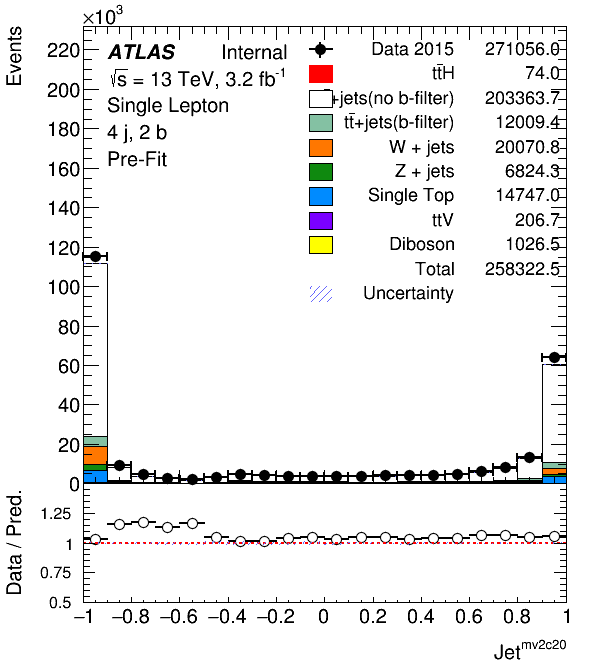 ×10³
Events
220
200
180
160
140
120
100
80
60
40
20
0
ATLAS Internal
√s = 13 TeV, 3.2 fb⁻¹
Single Lepton
4 j, 2 b
Pre-Fit
Data 2015 271056.0
tt̄H 74.0
+jets(no b-filter) 203363.7
tt̄+jets(b-filter) 12009.4
W + jets 20070.8
Z + jets 6824.3
Single Top 14747.0
ttV 206.7
Diboson 1026.5
Total 258322.5
Uncertainty
Data / Pred.
1.25
1
0.75
0.5
−1 −0.8 −0.6 −0.4 −0.2 0 0.2 0.4 0.6 0.8 1
Jet^mv2c20